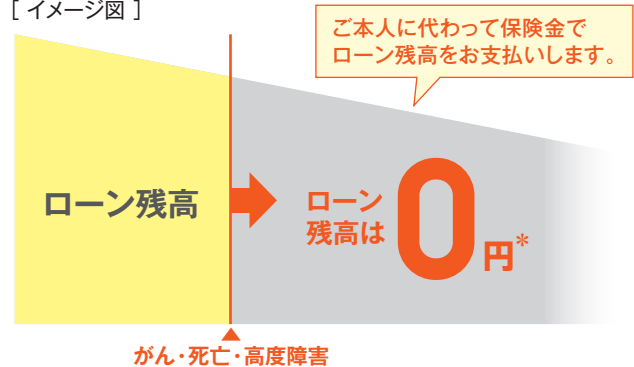 [ イメージ図 ]
ご本人に代わって保険金で
ローン残高をお支払いします。
ローン残高
ローン
残高は
0円*
がん・死亡・高度障害